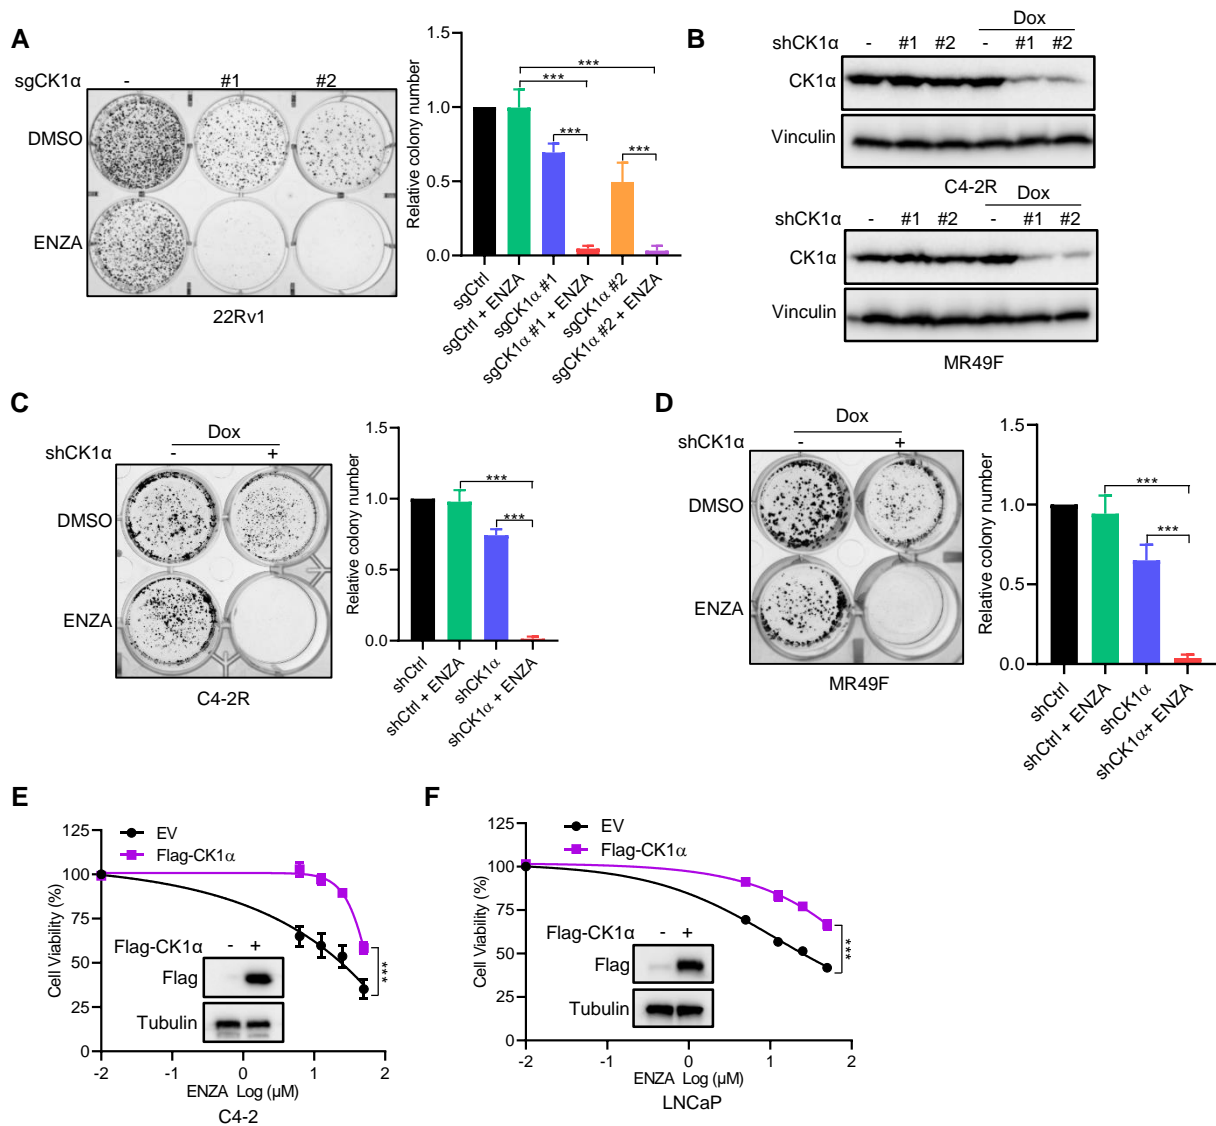 A
sgCK1α - #1 #2
DMSO
ENZA
22Rv1
Relative colony number
1.5
1.0
0.5
0.0
*** *** *** ***
sgCtrl
sgCtrl + ENZA
sgCK1α #1
sgCK1α #1 + ENZA
sgCK1α #2
sgCK1α #2 + ENZA
B
Dox
shCK1α - #1 #2 - #1 #2
CK1α
Vinculin
C4-2R
Dox
shCK1α - #1 #2 - #1 #2
CK1α
Vinculin
MR49F
C
Dox
shCK1α - +
DMSO
ENZA
C4-2R
Relative colony number
1.5
1.0
0.5
0.0
***
***
shCtrl
shCtrl + ENZA
shCK1α
shCK1α + ENZA
D
Dox
shCK1α - +
DMSO
ENZA
MR49F
Relative colony number
1.5
1.0
0.5
0.0
***
***
shCtrl
shCtrl + ENZA
shCK1α
shCK1α+ ENZA
E
Cell Viability (%)
125
100
75
50
25
0
EV
Flag-CK1α
***
Flag-CK1α - +
Flag
Tubulin
-2 -1 0 1 2
ENZA Log (μM)
C4-2
F
Cell Viability (%)
125
100
75
50
25
0
EV
Flag-CK1α
***
Flag-CK1α - +
Flag
Tubulin
-2 -1 0 1 2
ENZA Log (μM)
LNCaP